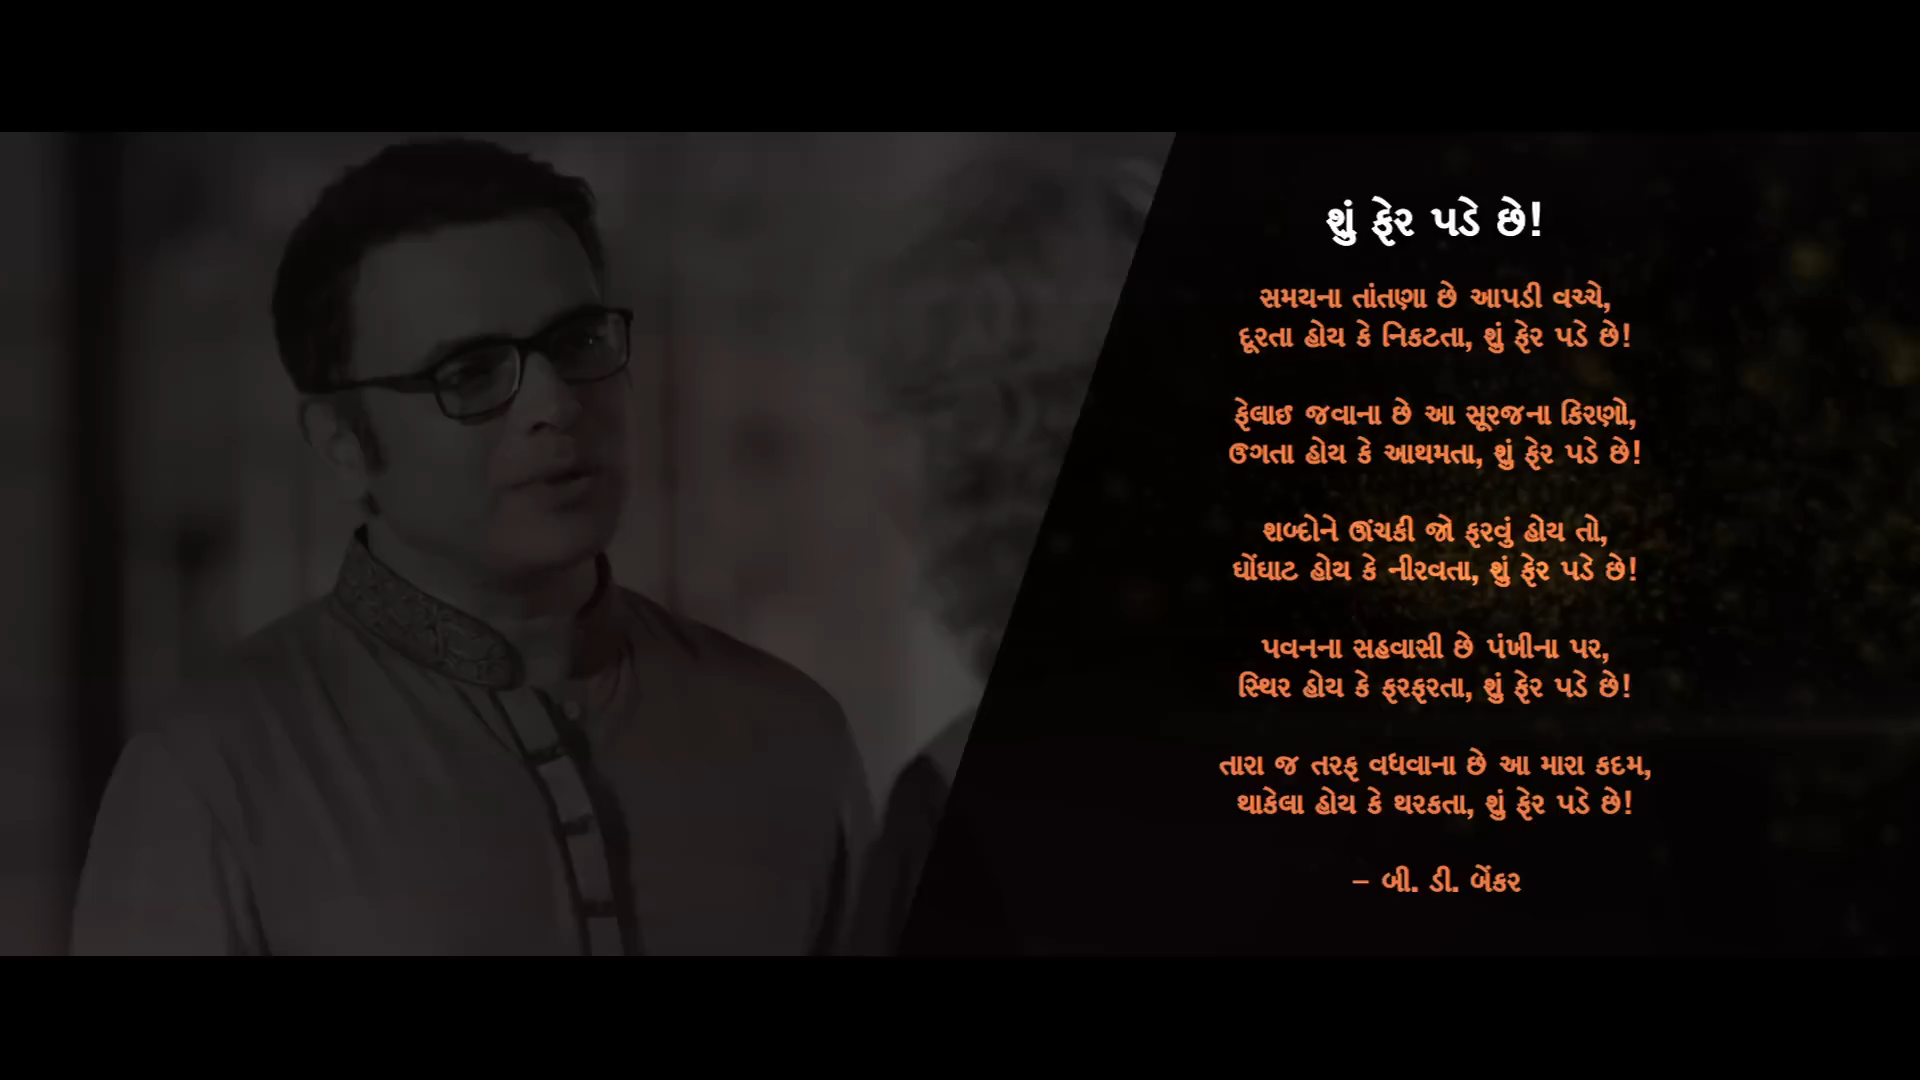 શું ફેર પડે છે!
સમયના તાંતણા છે આપડી વચ્ચે,
દૂરતા હોય કે નિકટતા, શું ફેર પડે છે!
ફેલાઈ જવાના છે આ સૂરજના કિરણો,
ઉગતા હોય કે આથમતા, શું ફેર પડે છે!
શબ્દોને ઊંચકી જો ફરવું હોય તો,
ઘોંઘાટ હોય કે નીરવતા, શું ફેર પડે છે!
પવનના સહવાસી છે પંખીના પર,
સ્થિર હોય કે ફરફરતા, શું ફેર પડે છે!
તારા જ તરફ વધવાના છે આ મારા કદમ,
થાકેલા હોય કે થરકતા, શું ફેર પડે છે!
– બી. ડી. બેંકર